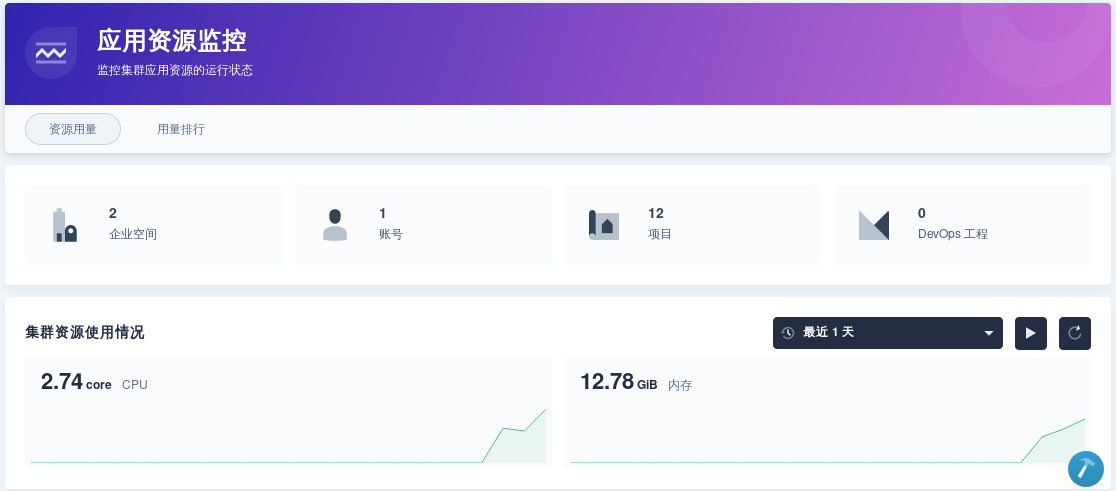 应用资源监控
监控集群应用资源的运行状态
资源用量
用量排行
2
企业空间
1
账号
12
项目
0
DevOps 工程
集群资源使用情况
最近 1 天
2.74 core CPU
12.78 GiB 内存